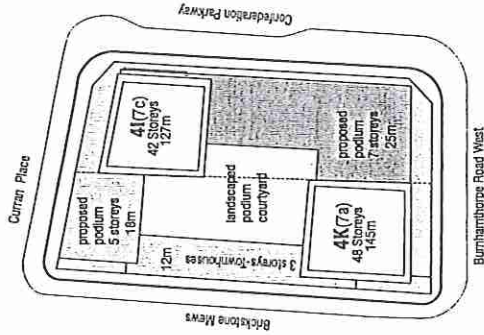 Confederation Parkway
Curran Place
4I(7c)
42 Storeys
127m
proposed
podium
5 storeys
18m
landscaped
podium
courtyard
proposed
podium
7 storeys
25m
12m
3 storeys-Townhouses
4K(7a)
48 Storeys
145m
Brickstone Mews
Burnhamthorpe Road West